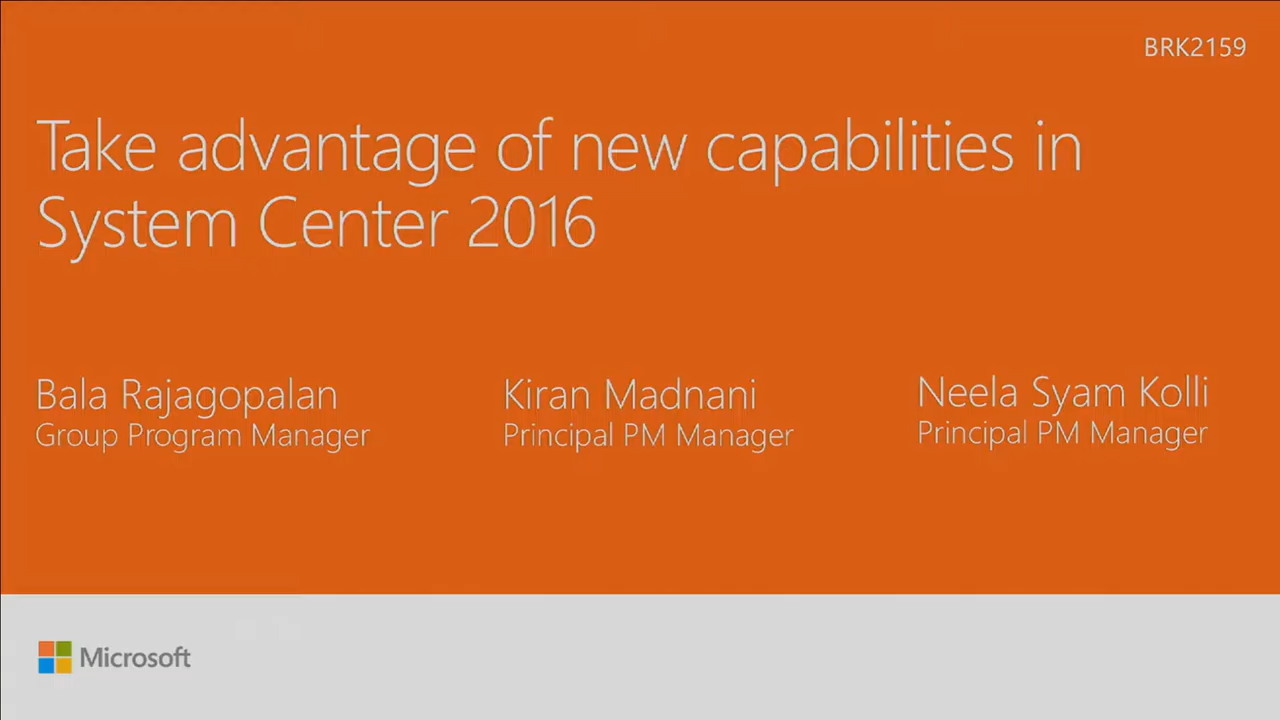 BRK2159
Take advantage of new capabilities in
System Center 2016
Bala Rajagopalan
Group Program Manager
Kiran Madnani
Principal PM Manager
Neela Syam Kolli
Principal PM Manager
Microsoft